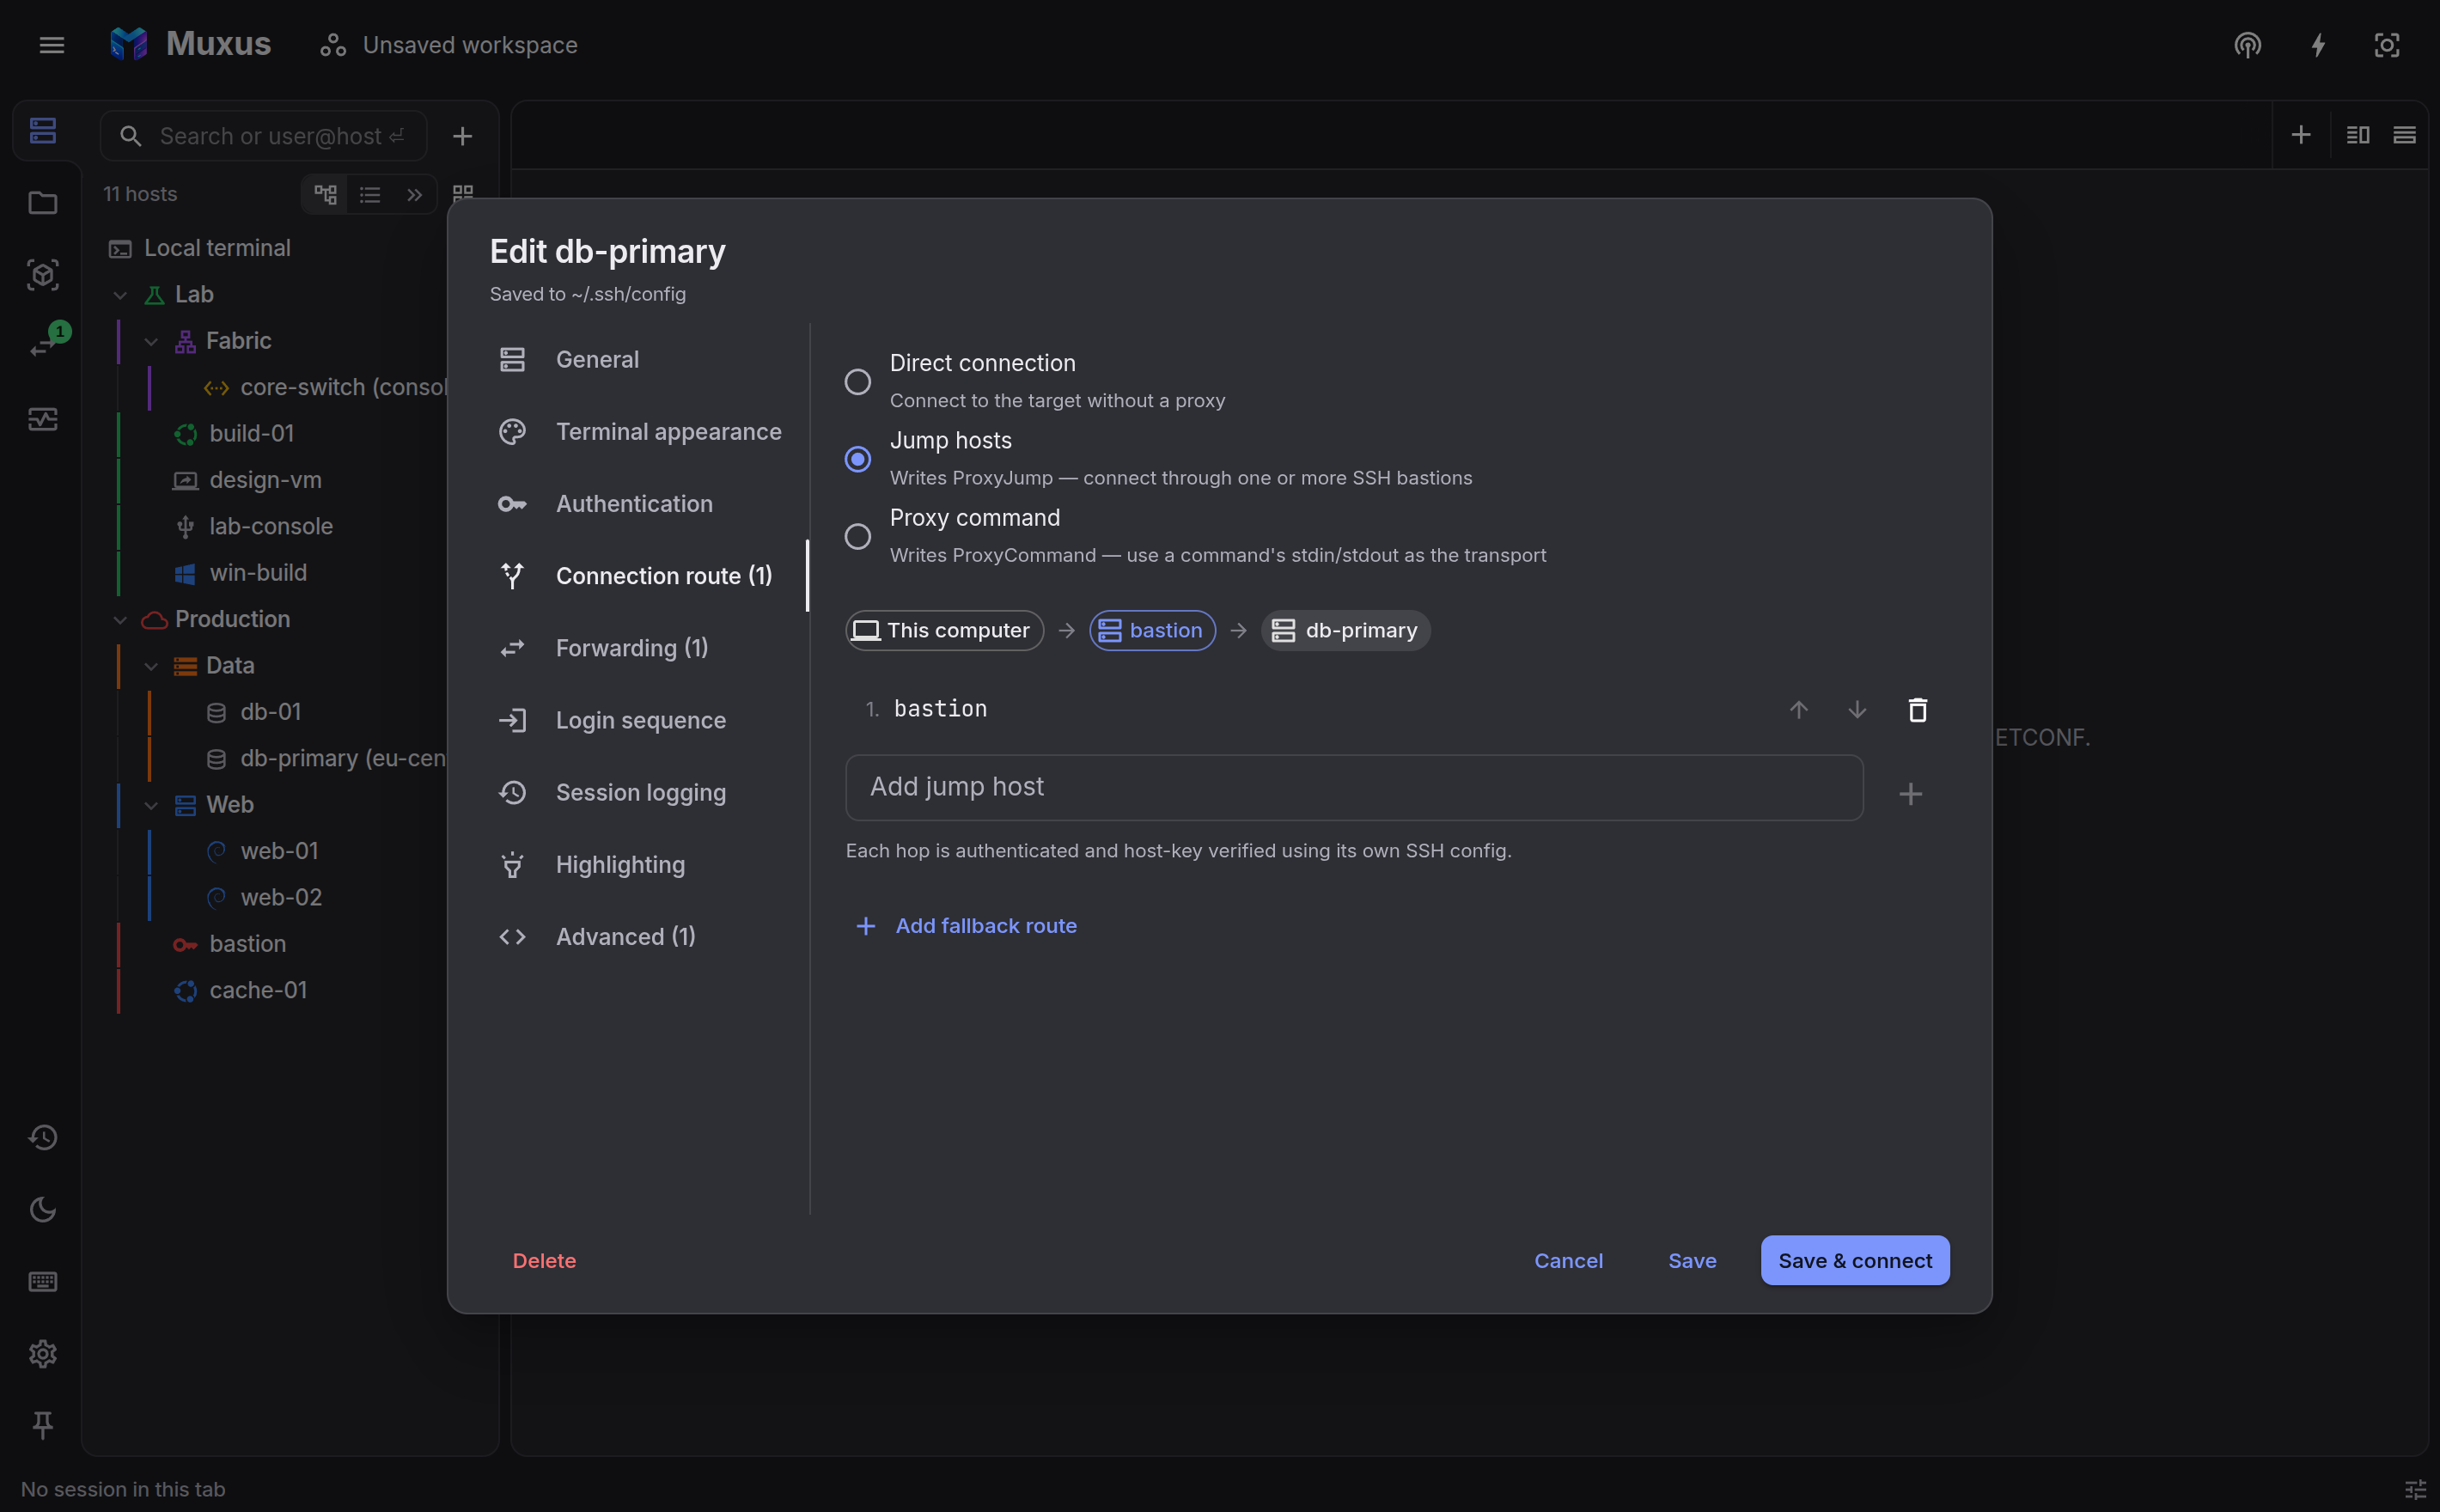 Muxus
Unsaved workspace
Search or user@host
11 hosts
Local terminal
Lab
Fabric
core-switch (consol
build-01
design-vm
lab-console
win-build
Production
Data
db-01
db-primary (eu-cen
Web
web-01
web-02
bastion
cache-01
1
Edit db-primary
Saved to ~/.ssh/config
General
Terminal appearance
Authentication
Connection route (1)
Forwarding (1)
Login sequence
Session logging
Highlighting
Advanced (1)
Direct connection
Connect to the target without a proxy
Jump hosts
Writes ProxyJump — connect through one or more SSH bastions
Proxy command
Writes ProxyCommand — use a command's stdin/stdout as the transport
This computer → bastion → db-primary
1. bastion
Add jump host
Each hop is authenticated and host-key verified using its own SSH config.
Add fallback route
Delete
Cancel
Save
Save & connect
ETCONF.
No session in this tab